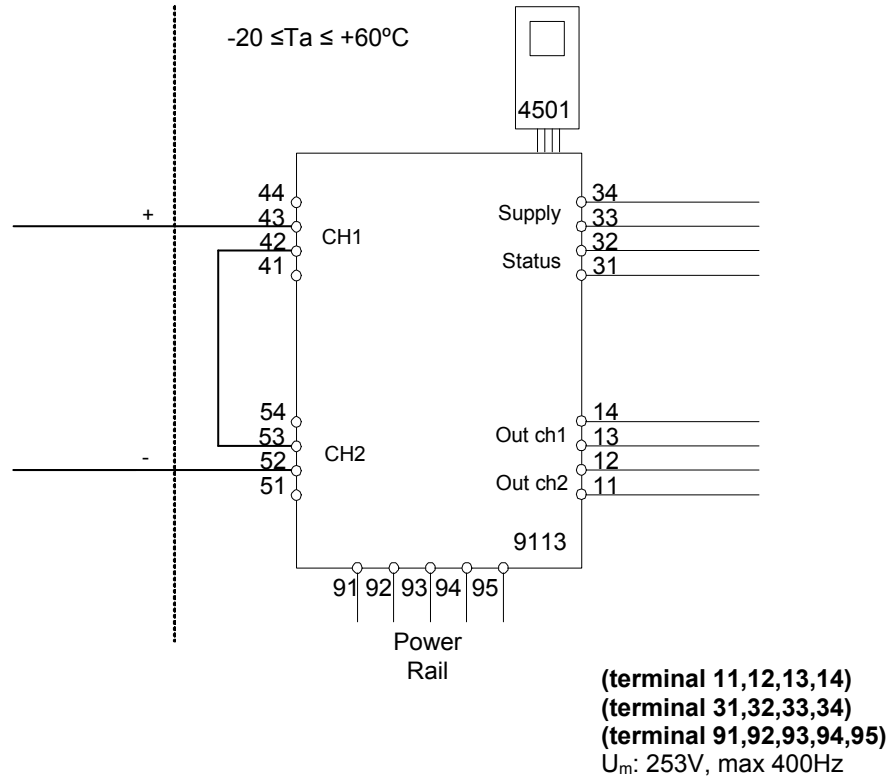 -20 ≤Ta ≤ +60ºC
4501
44
43
42
41
CH1
+
54
53
52
51
CH2
-
Supply
Status
34
33
32
31
Out ch1
Out ch2
14
13
12
11
9113
91 92 93 94 95
Power
Rail
(terminal 11,12,13,14)
(terminal 31,32,33,34)
(terminal 91,92,93,94,95)
Um: 253V, max 400Hz